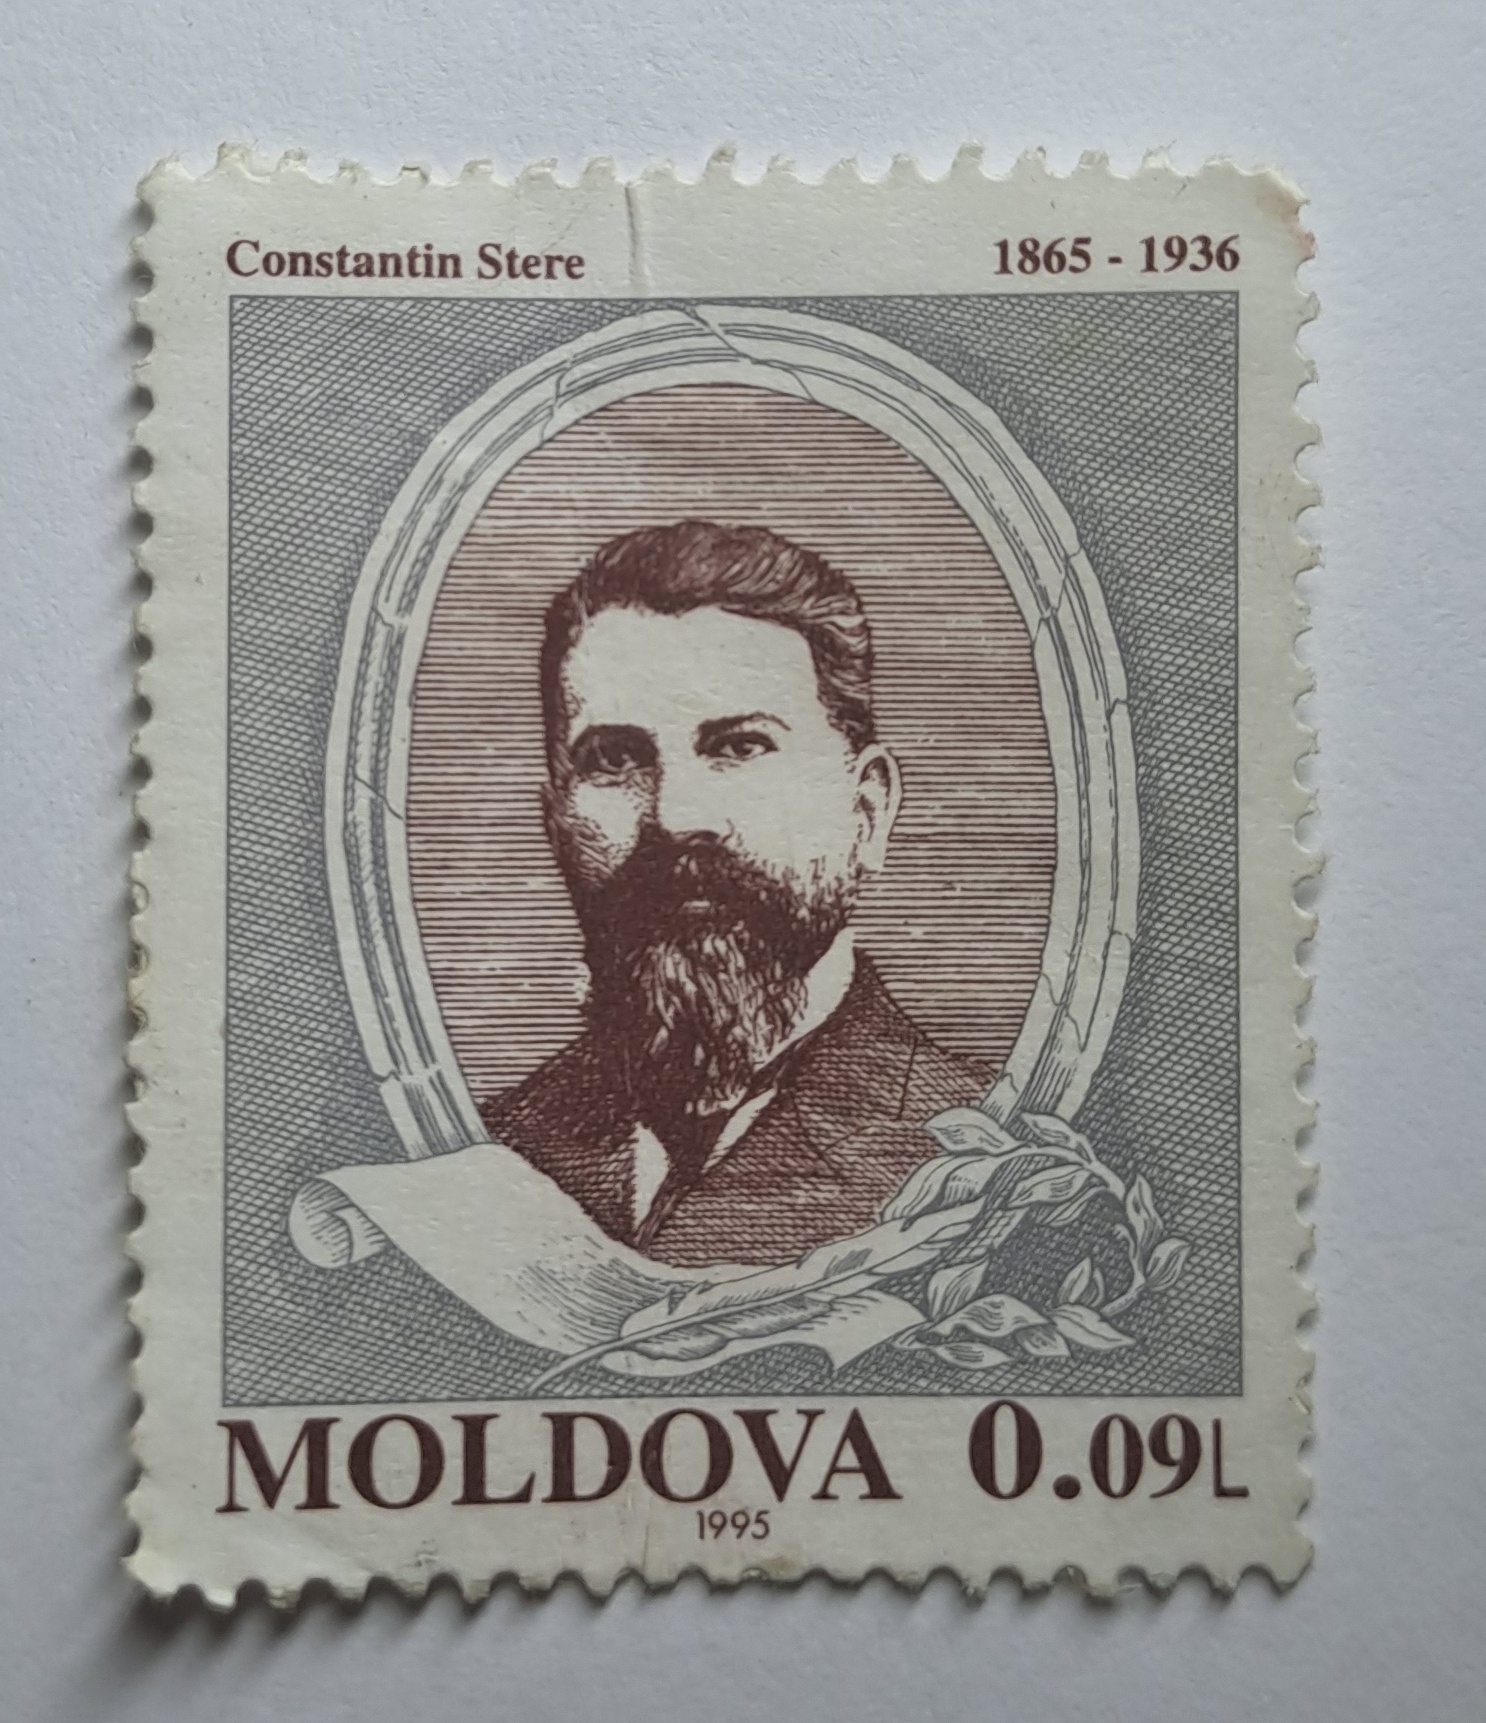 Constantin Stere 1865 - 1936
MOLDOVA 0.09L
1995